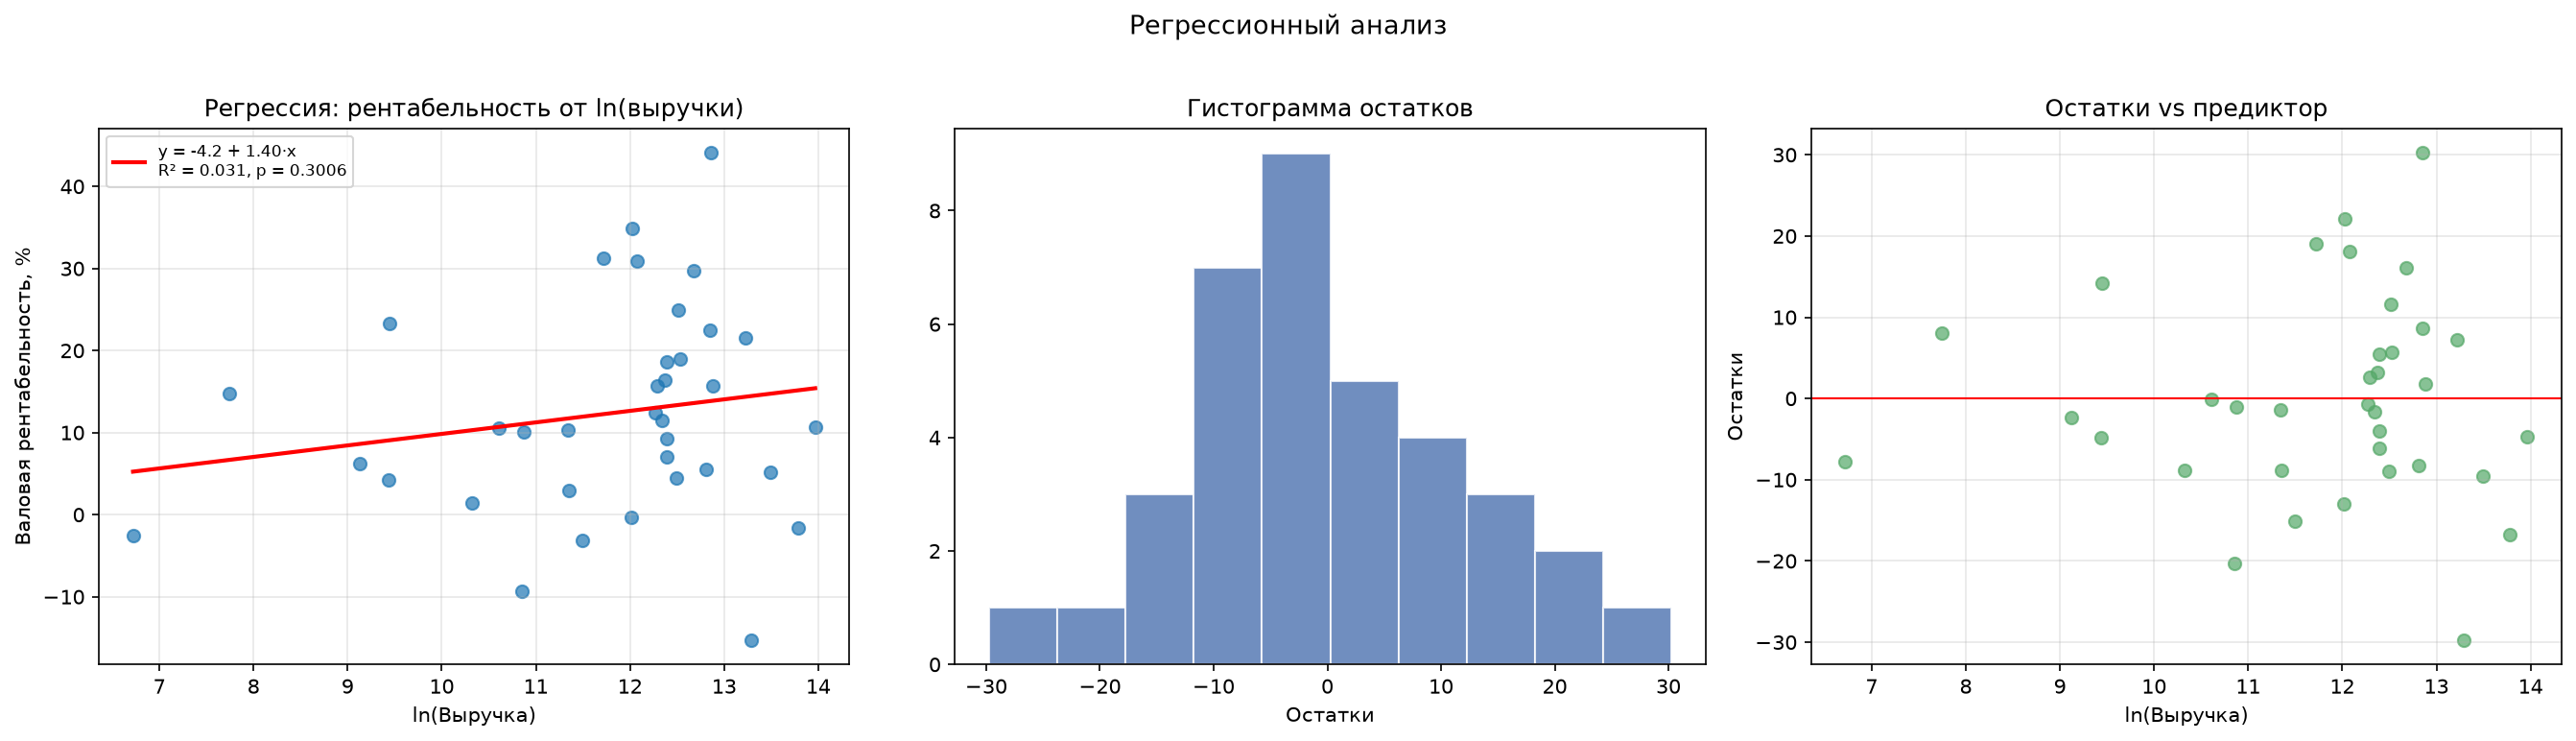 Регрессионный анализ
Регрессия: рентабельность от ln(выручки)
y = -4.2 + 1.40·x
R² = 0.031, p = 0.3006
Валовая рентабельность, %
40
30
20
10
0
−10
7 8 9 10 11 12 13 14
ln(Выручка)
Гистограмма остатков
8
6
4
2
0
−30 −20 −10 0 10 20 30
Остатки
Остатки vs предиктор
Остатки
30
20
10
0
−10
−20
−30
7 8 9 10 11 12 13 14
ln(Выручка)